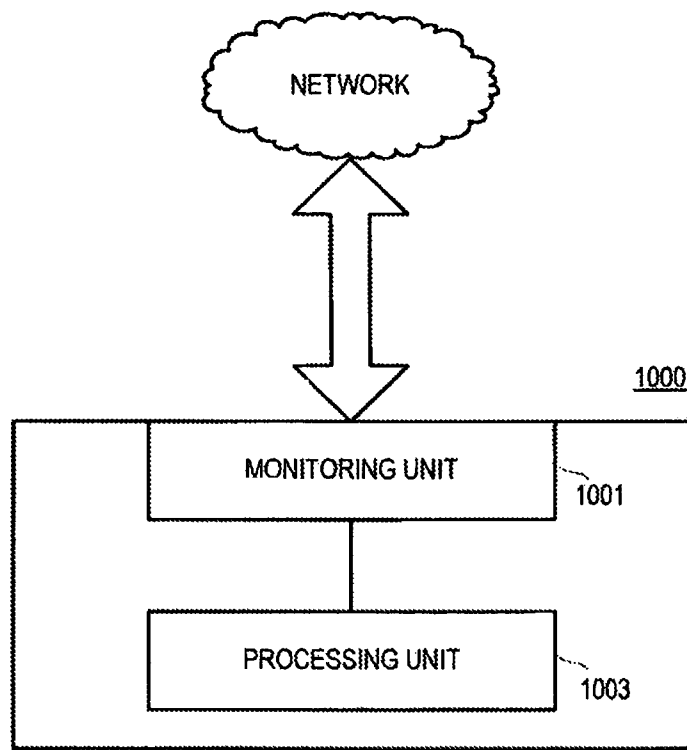 NETWORK
1000
MONITORING UNIT
1001
PROCESSING UNIT
1003